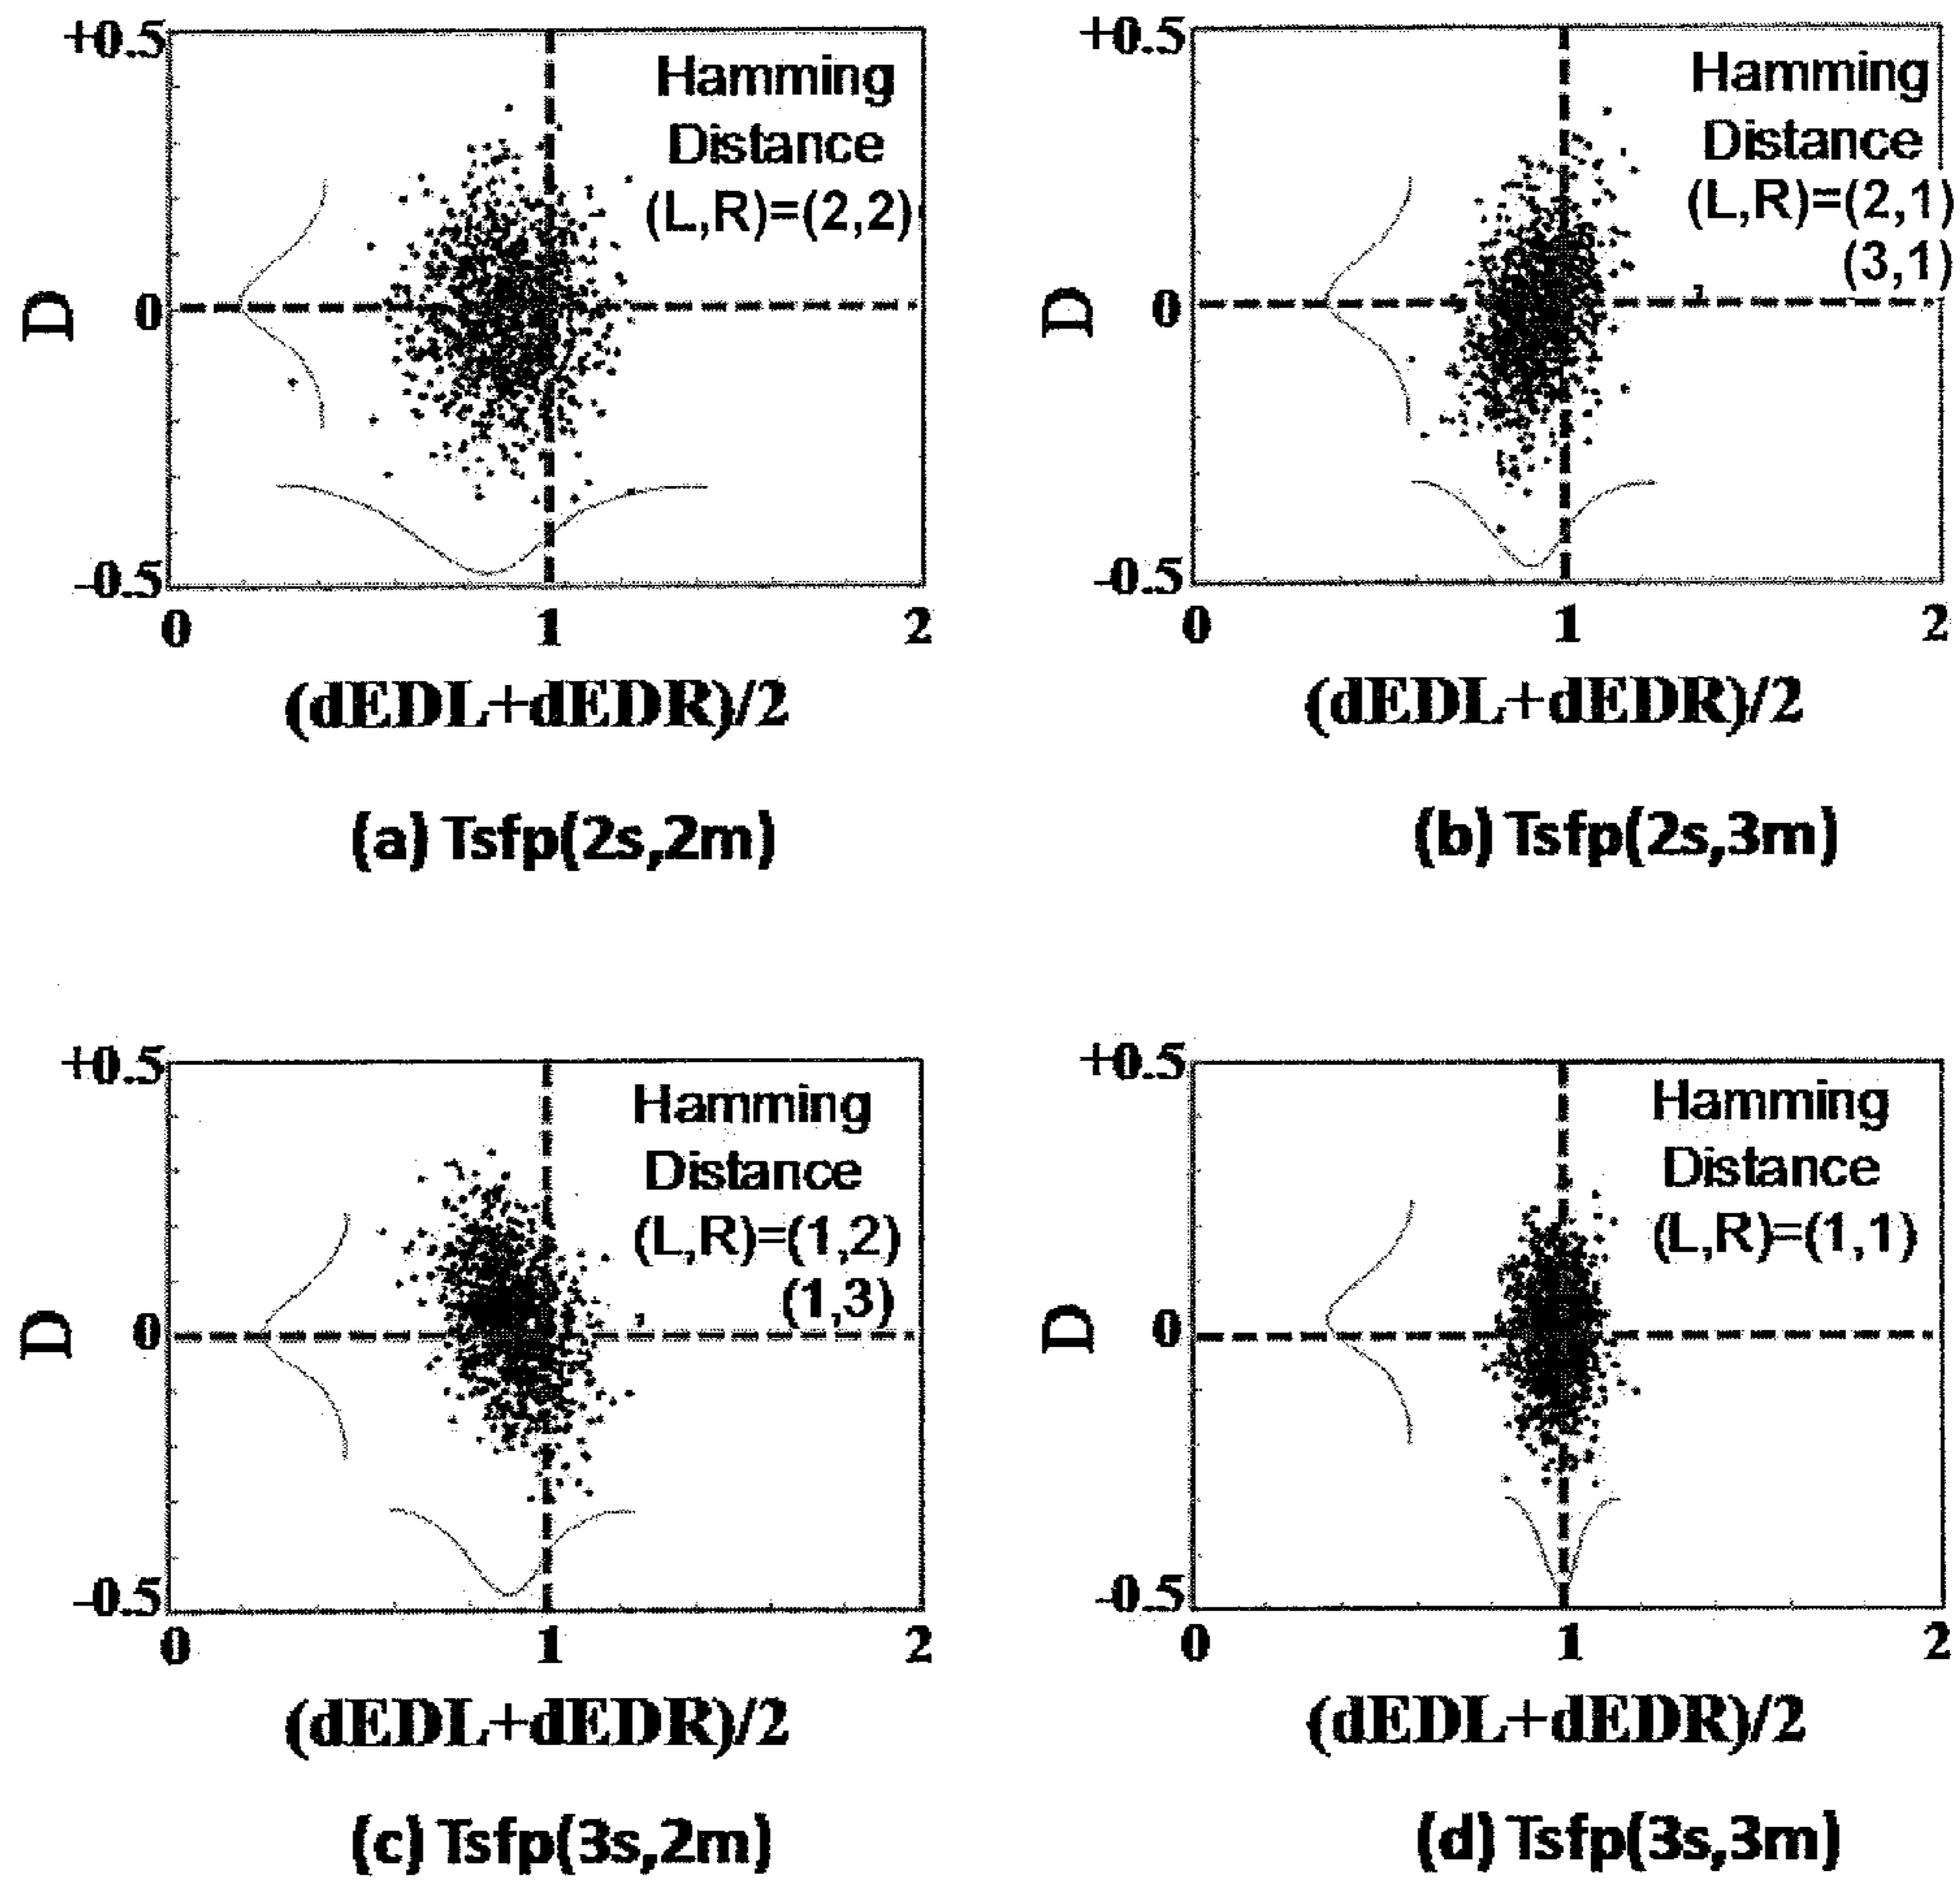 +0.5
Hamming
Distance
(L,R)=(2,2)
D
0
-0.5
0
1
2
(dEDL+dEDR)/2
(a) Tsfp(2s,2m)
+0.5
Hamming
Distance
(L,R)=(2,1)
(3,1)
D
0
-0.5
0
1
2
(dEDL+dEDR)/2
(b) Tsfp(2s,3m)
+0.5
Hamming
Distance
(L,R)=(1,2)
(1,3)
D
0
-0.5
0
1
2
(dEDL+dEDR)/2
(c) Tsfp(3s,2m)
+0.5
Hamming
Distance
(L,R)=(1,1)
D
0
-0.5
0
1
2
(dEDL+dEDR)/2
(d) Tsfp(3s,3m)